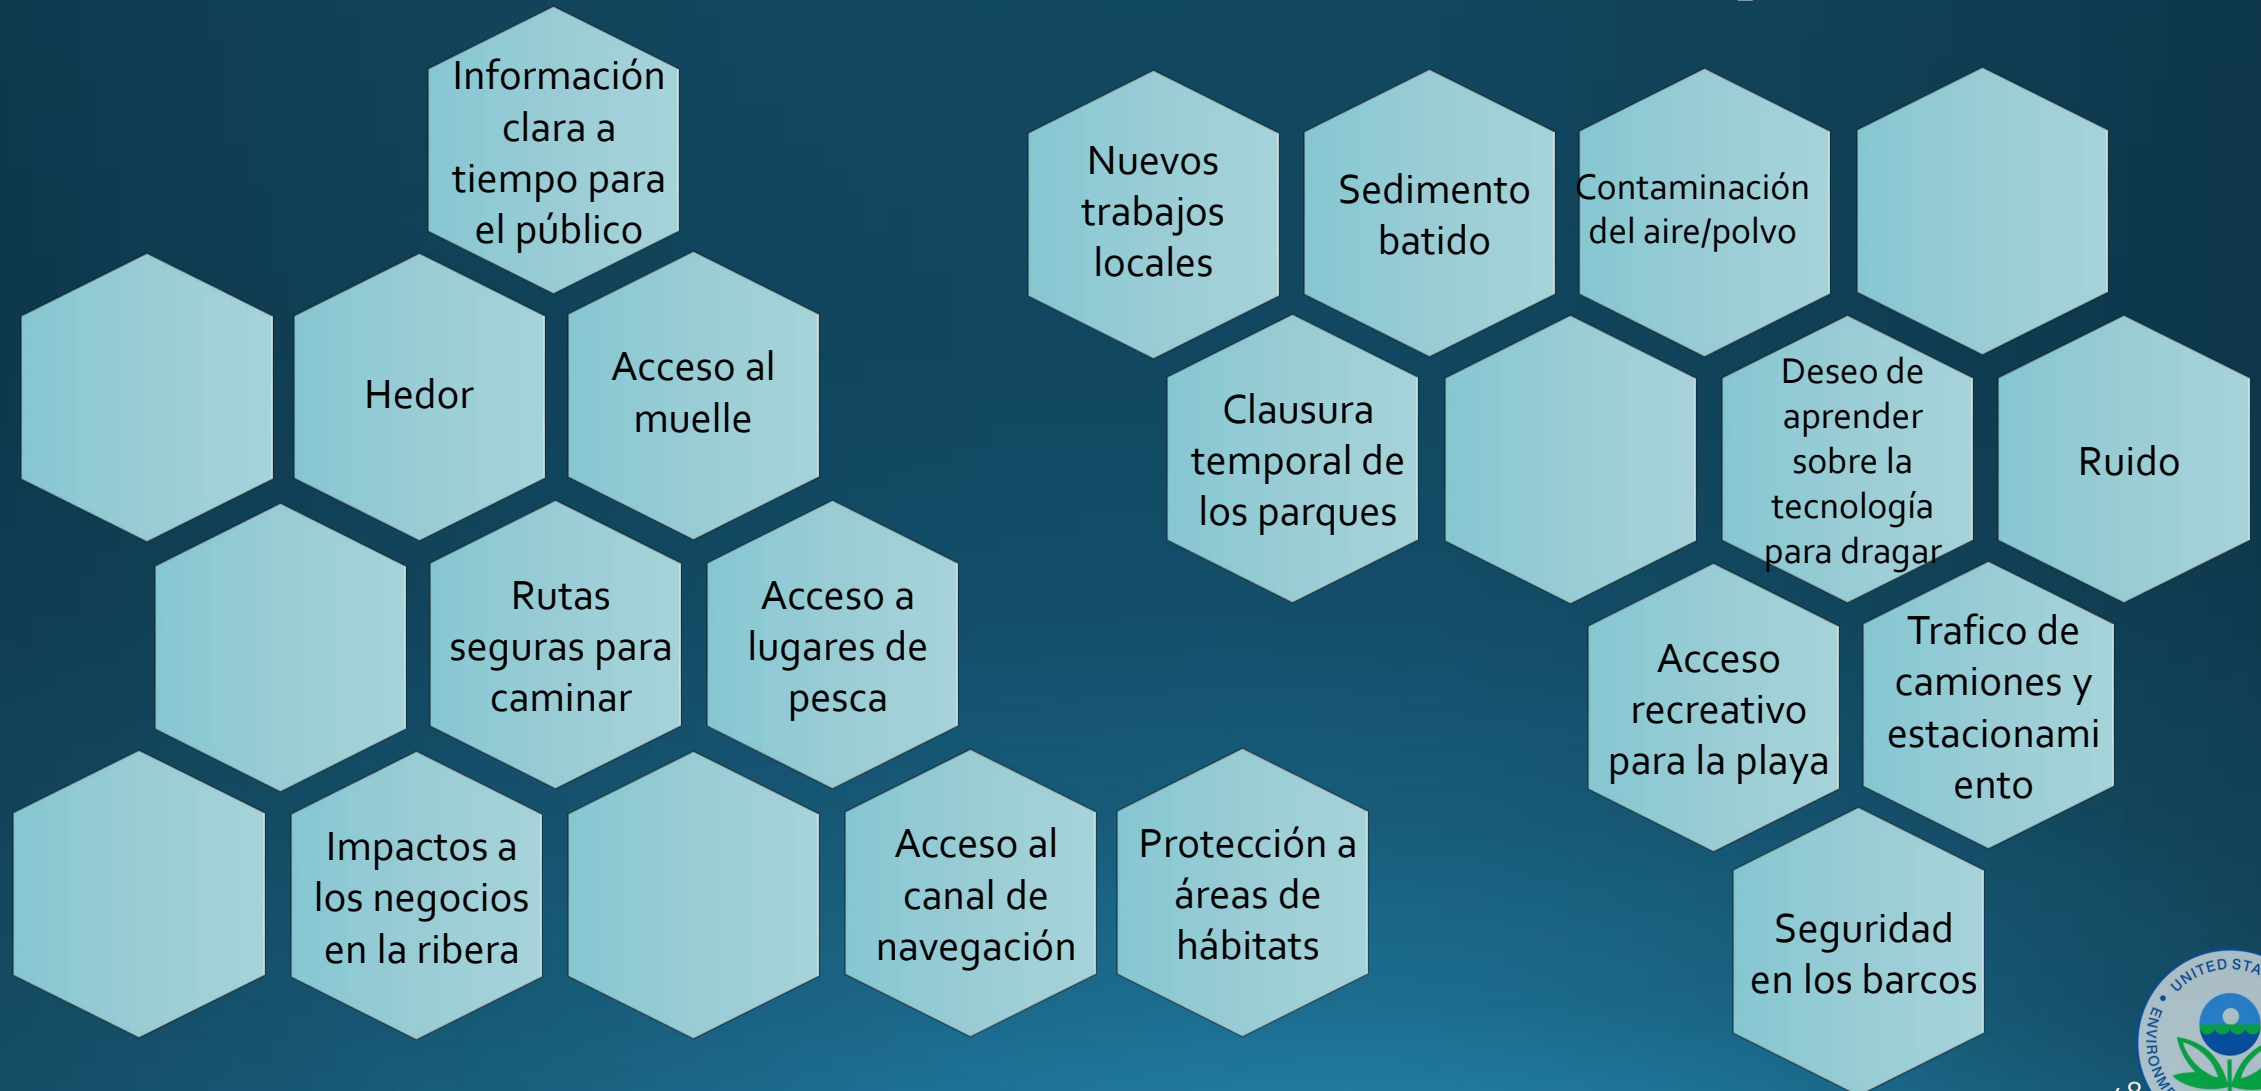 Información
clara a
tiempo para
el público
Hedor
Acceso al
muelle
Rutas
seguras para
caminar
Acceso a
lugares de
pesca
Impactos a
los negocios
en la ribera
Acceso al
canal de
navegación
Protección a
áreas de
hábitats
Nuevos
trabajos
locales
Sedimento
batido
Contaminación
del aire/polvo
Clausura
temporal de
los parques
Deseo de
aprender
sobre la
tecnología
para dragar
Ruido
Acceso
recreativo
para la playa
Trafico de
camiones y
estacionami
ento
Seguridad
en los barcos
UNITED STA
ENVIRONM